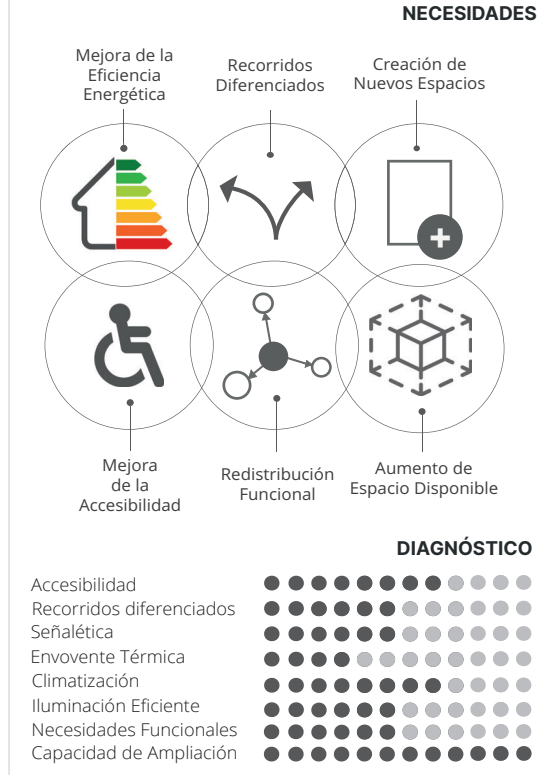 NECESIDADES
Mejora de la
Eficiencia
Energética
Recorridos
Diferenciados
Creación de
Nuevos Espacios
Mejora
de la
Accesibilidad
Redistribución
Funcional
Aumento de
Espacio Disponible
DIAGNÓSTICO
Accesibilidad
Recorridos diferenciados
Señalética
Envovente Térmica
Climatización
Iluminación Eficiente
Necesidades Funcionales
Capacidad de Ampliación